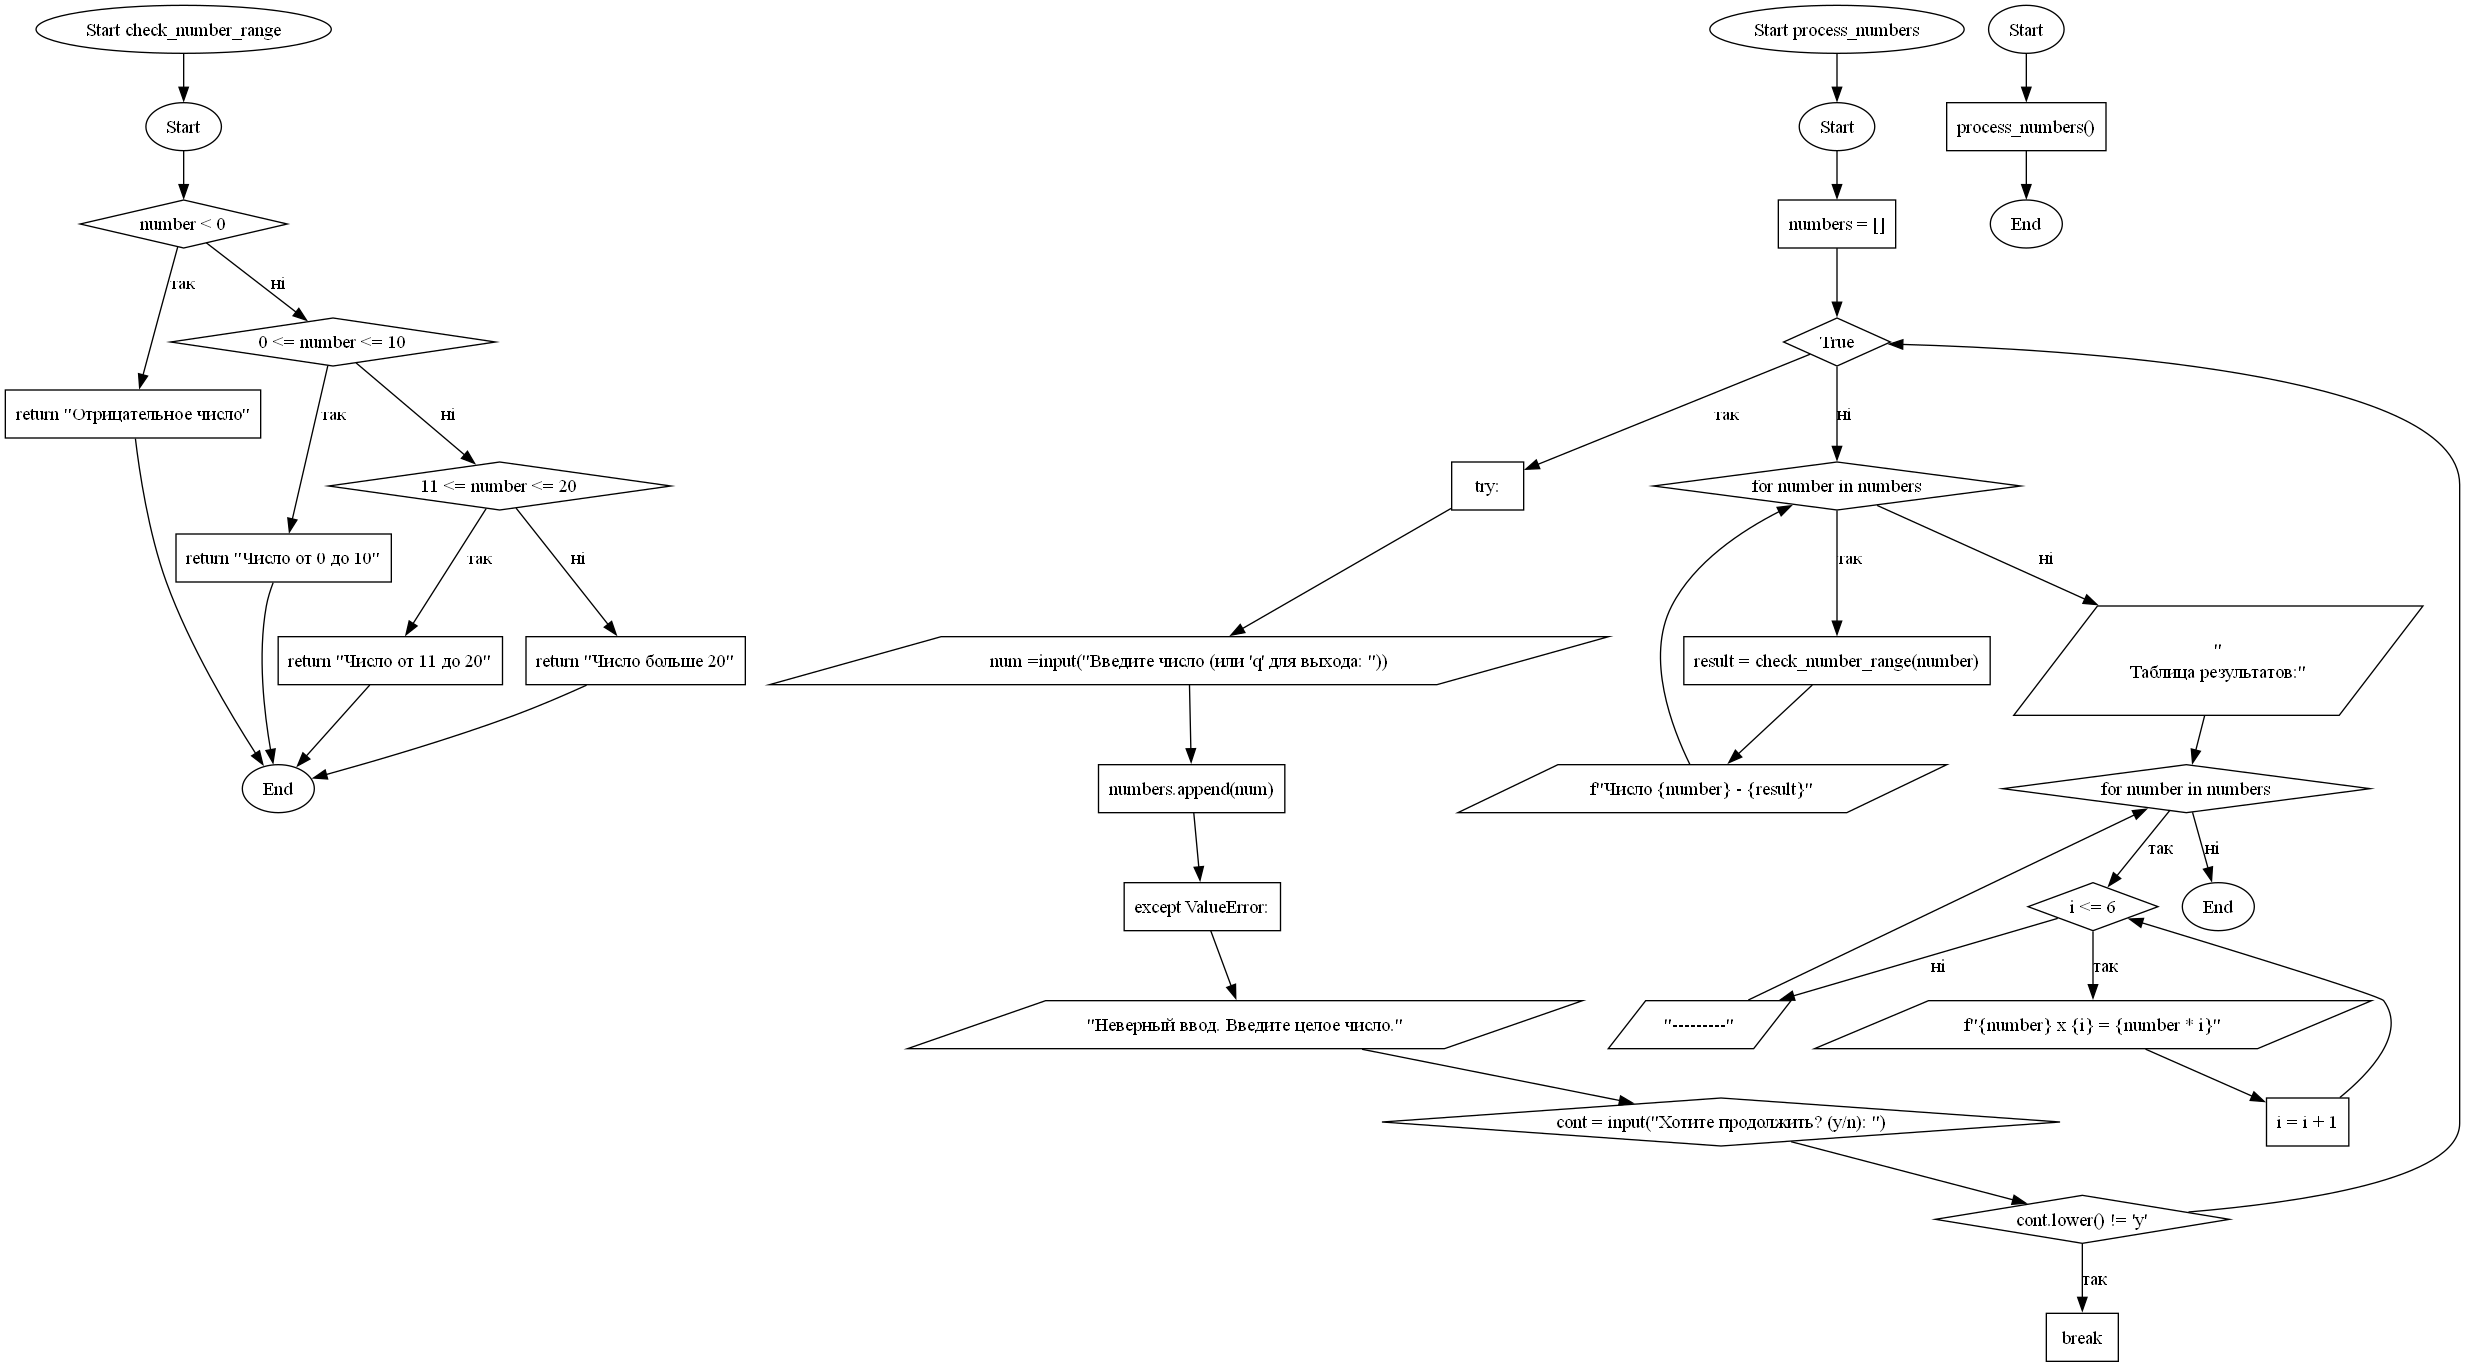 Start check_number_range
Start
number < 0
так
ні
0 <= number <= 10
return "Отрицательное число"
так
ні
11 <= number <= 20
return "Число от 0 до 10"
так
ні
return "Число от 11 до 20"
return "Число больше 20"
End
Start process_numbers
Start
numbers = []
True
так
ні
try:
for number in numbers
так
ні
num =input("Введите число (или 'q' для выхода: "))
result = check_number_range(number)
"
Таблица результатов:"
numbers.append(num)
f"Число {number} - {result}"
for number in numbers
так
ні
except ValueError:
i <= 6
End
ні
так
"Неверный ввод. Введите целое число."
"---------"
f"{number} x {i} = {number * i}"
cont = input("Хотите продолжить? (y/n): ")
i = i + 1
cont.lower() != 'y'
так
break
Start
process_numbers()
End